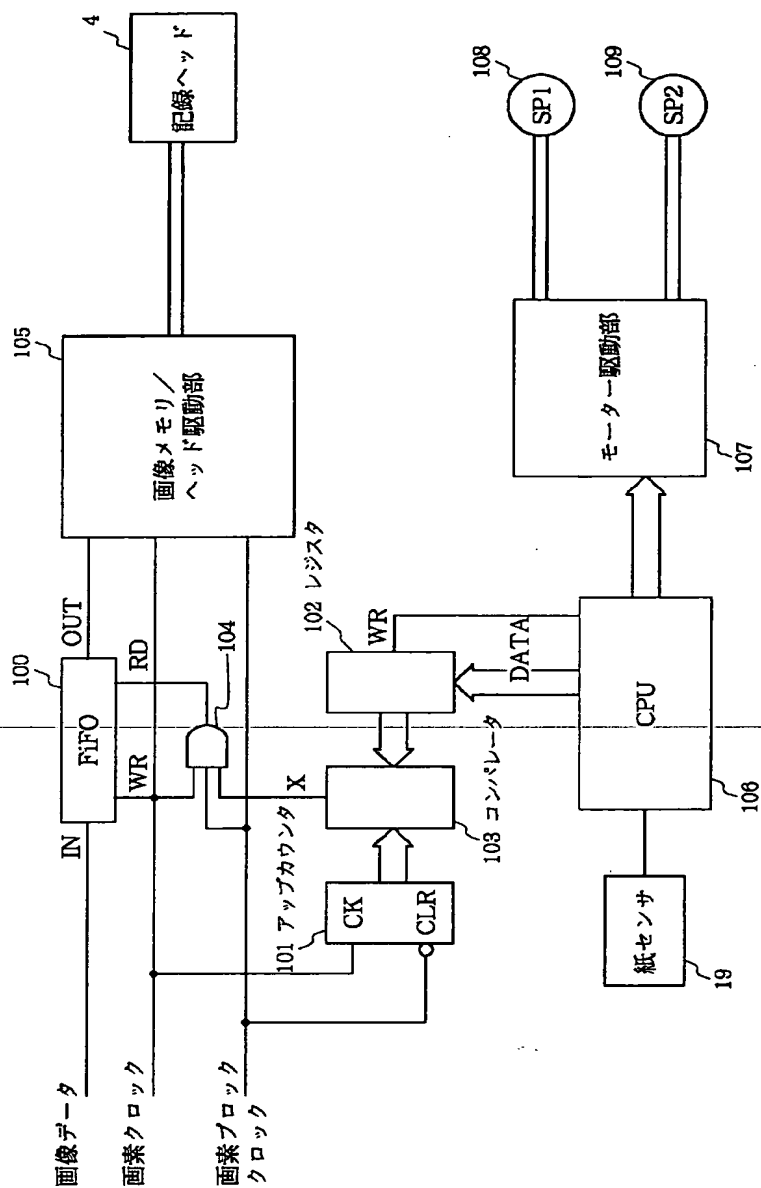 画像データ
画素クロック
画素ブロック
クロック
IN
100
FiFO
OUT
WR
RD
104
X
105
画像メモリ／
ヘッド駆動部
4
記録ヘッド
101 アップカウンタ
CK
CLR
103 コンパレータ
102 レジスタ
WR
DATA
紙センサ
19
CPU
106
モーター駆動部
107
SP1
108
SP2
109